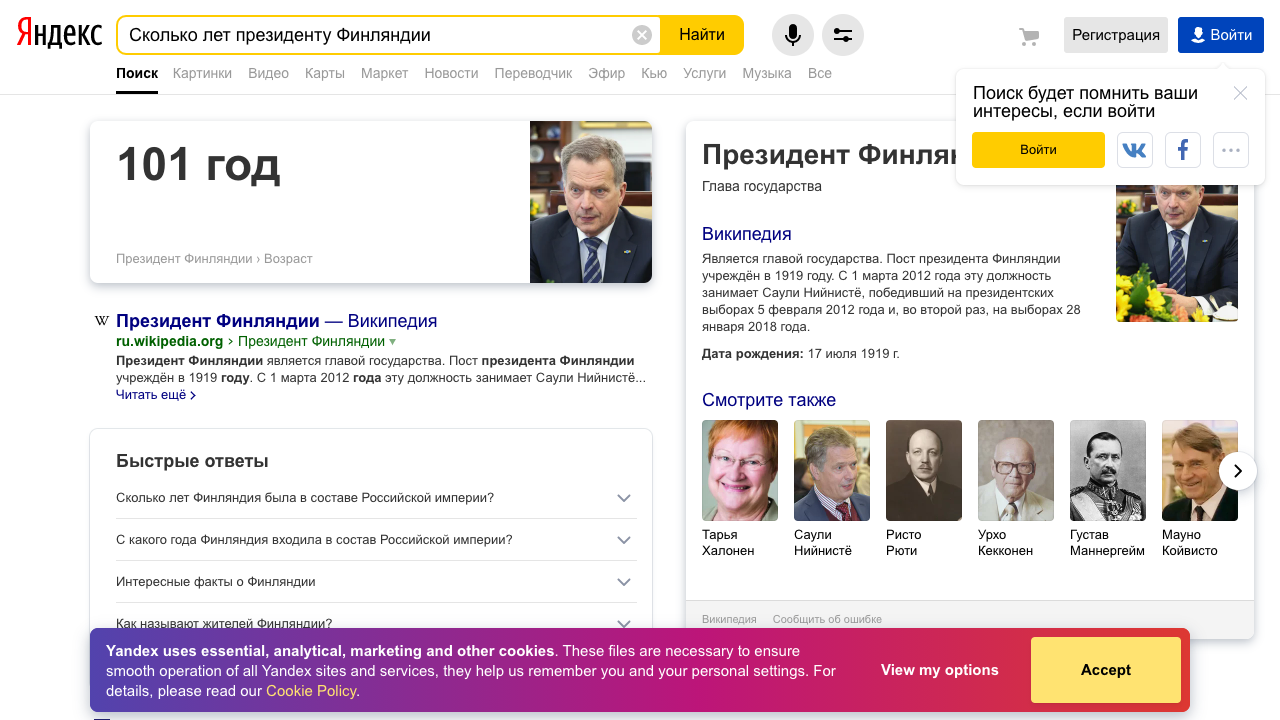 Яндекс
Сколько лет президенту Финляндии
Найти
Регистрация
Войти
Поиск Картинки Видео Карты Маркет Новости Переводчик Эфир Кью Услуги Музыка Все
Поиск будет помнить ваши
интересы, если войти
Войти
101 год
Президент Финляндии › Возраст
W Президент Финляндии — Википедия
ru.wikipedia.org › Президент Финляндии
Президент Финляндии является главой государства. Пост президента Финляндии
учреждён в 1919 году. С 1 марта 2012 года эту должность занимает Саули Нийнистё...
Читать ещё ›
Быстрые ответы
Сколько лет Финляндия была в составе Российской империи?
С какого года Финляндия входила в состав Российской империи?
Интересные факты о Финляндии
Как называют жителей Финляндии?
Президент Финлян
Глава государства
Википедия
Является главой государства. Пост президента Финляндии
учреждён в 1919 году. С 1 марта 2012 года эту должность
занимает Саули Нийнистё, победивший на президентских
выборах 5 февраля 2012 года и, во второй раз, на выборах 28
января 2018 года.
Дата рождения: 17 июля 1919 г.
Смотрите также
Тарья
Халонен
Саули
Нийнистё
Ристо
Рюти
Урхо
Кекконен
Густав
Маннергейм
Мауно
Койвисто
Википедия Сообщить об ошибке
Yandex uses essential, analytical, marketing and other cookies. These files are necessary to ensure
smooth operation of all Yandex sites and services, they help us remember you and your personal settings. For
details, please read our Cookie Policy.
View my options
Accept